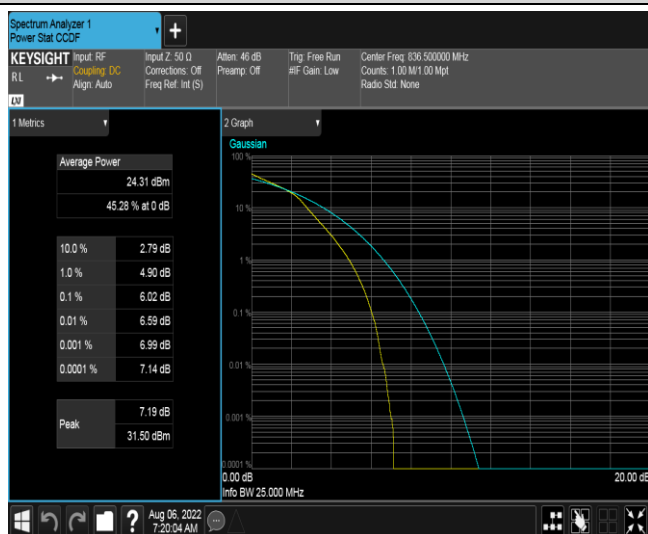 Spectrum Analyzer 1
Power Stat CCDF
KEYSIGHT Input: RF Input Z: 50 Ω Atten: 46 dB Trig: Free Run Center Freq: 836.500000 MHz
RL Coupling: DC Corrections: Off Preamp: Off #IF Gain: Low Counts: 1.00 M/1.00 Mpt
Align: Auto Freq Ref: Int (S) Radio Std: None
LXI
1 Metrics
2 Graph
Gaussian
Average Power
24.31 dBm
45.28 % at 0 dB
10.0 % 2.79 dB
1.0 % 4.90 dB
0.1 % 6.02 dB
0.01 % 6.59 dB
0.001 % 6.99 dB
0.0001 % 7.14 dB
Peak 7.19 dB
31.50 dBm
100 %
10 %
1 %
0.1 %
0.01 %
0.001 %
0.0001 %
0.00 dB 20.00 dB
Info BW 25.000 MHz
? Aug 06, 2022
7:20:04 AM